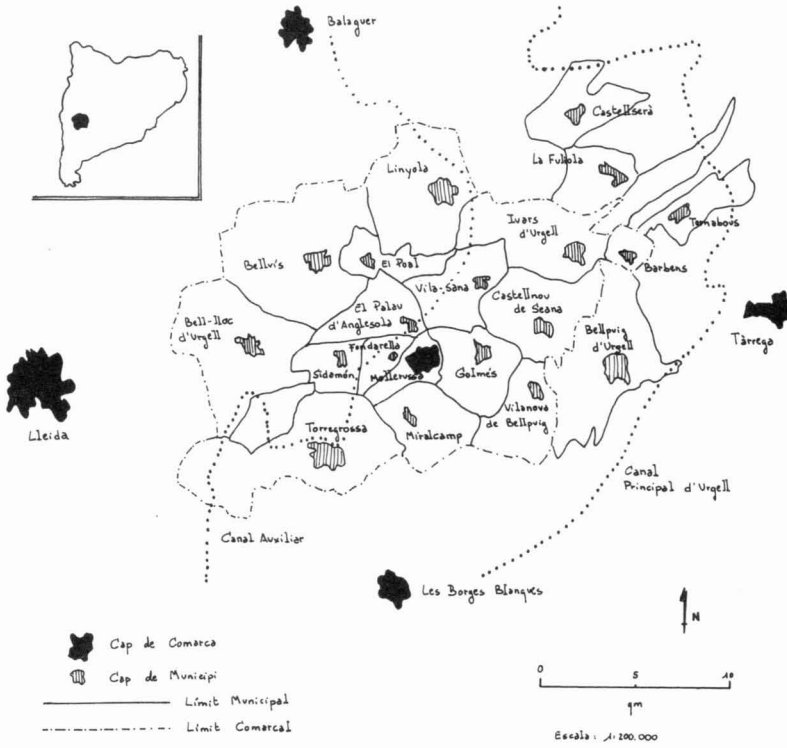 Balaguer
Castellserà
La Fuliola
Linyola
Tornabous
Ivars
d'Urgell
Bellvís
El Poal
Barbens
Vila-Sana
Castellnou
de Seana
El Palau
d'Anglesola
Bell-lloc
d'Urgell
Bellpuig
d'Urgell
Tàrrega
Fondarella
Sidamón
Mollerussa
Golmés
Lleida
Torregrossa
Miralcamp
Vilanova
de Bellpuig
Canal
Principal d'Urgell
Canal Auxiliar
Les Borges Blanques
N
Cap de Comarca
Cap de Municipi
Límit Municipal
Límit Comarcal
0 5 10
qm
Escala: 1:200.000